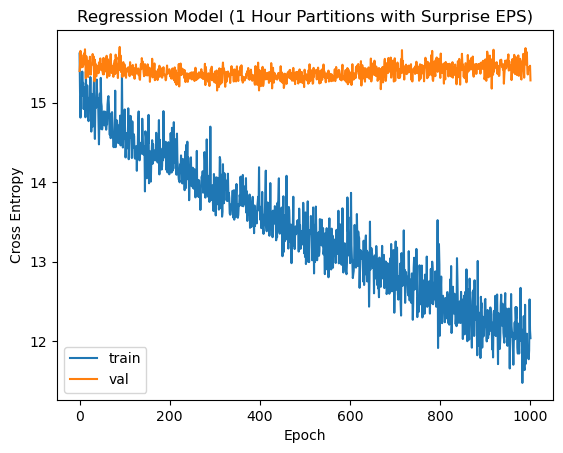 Regression Model (1 Hour Partitions with Surprise EPS)
Cross Entropy
15
14
13
12
train
val
0
200
400
600
800
1000
Epoch